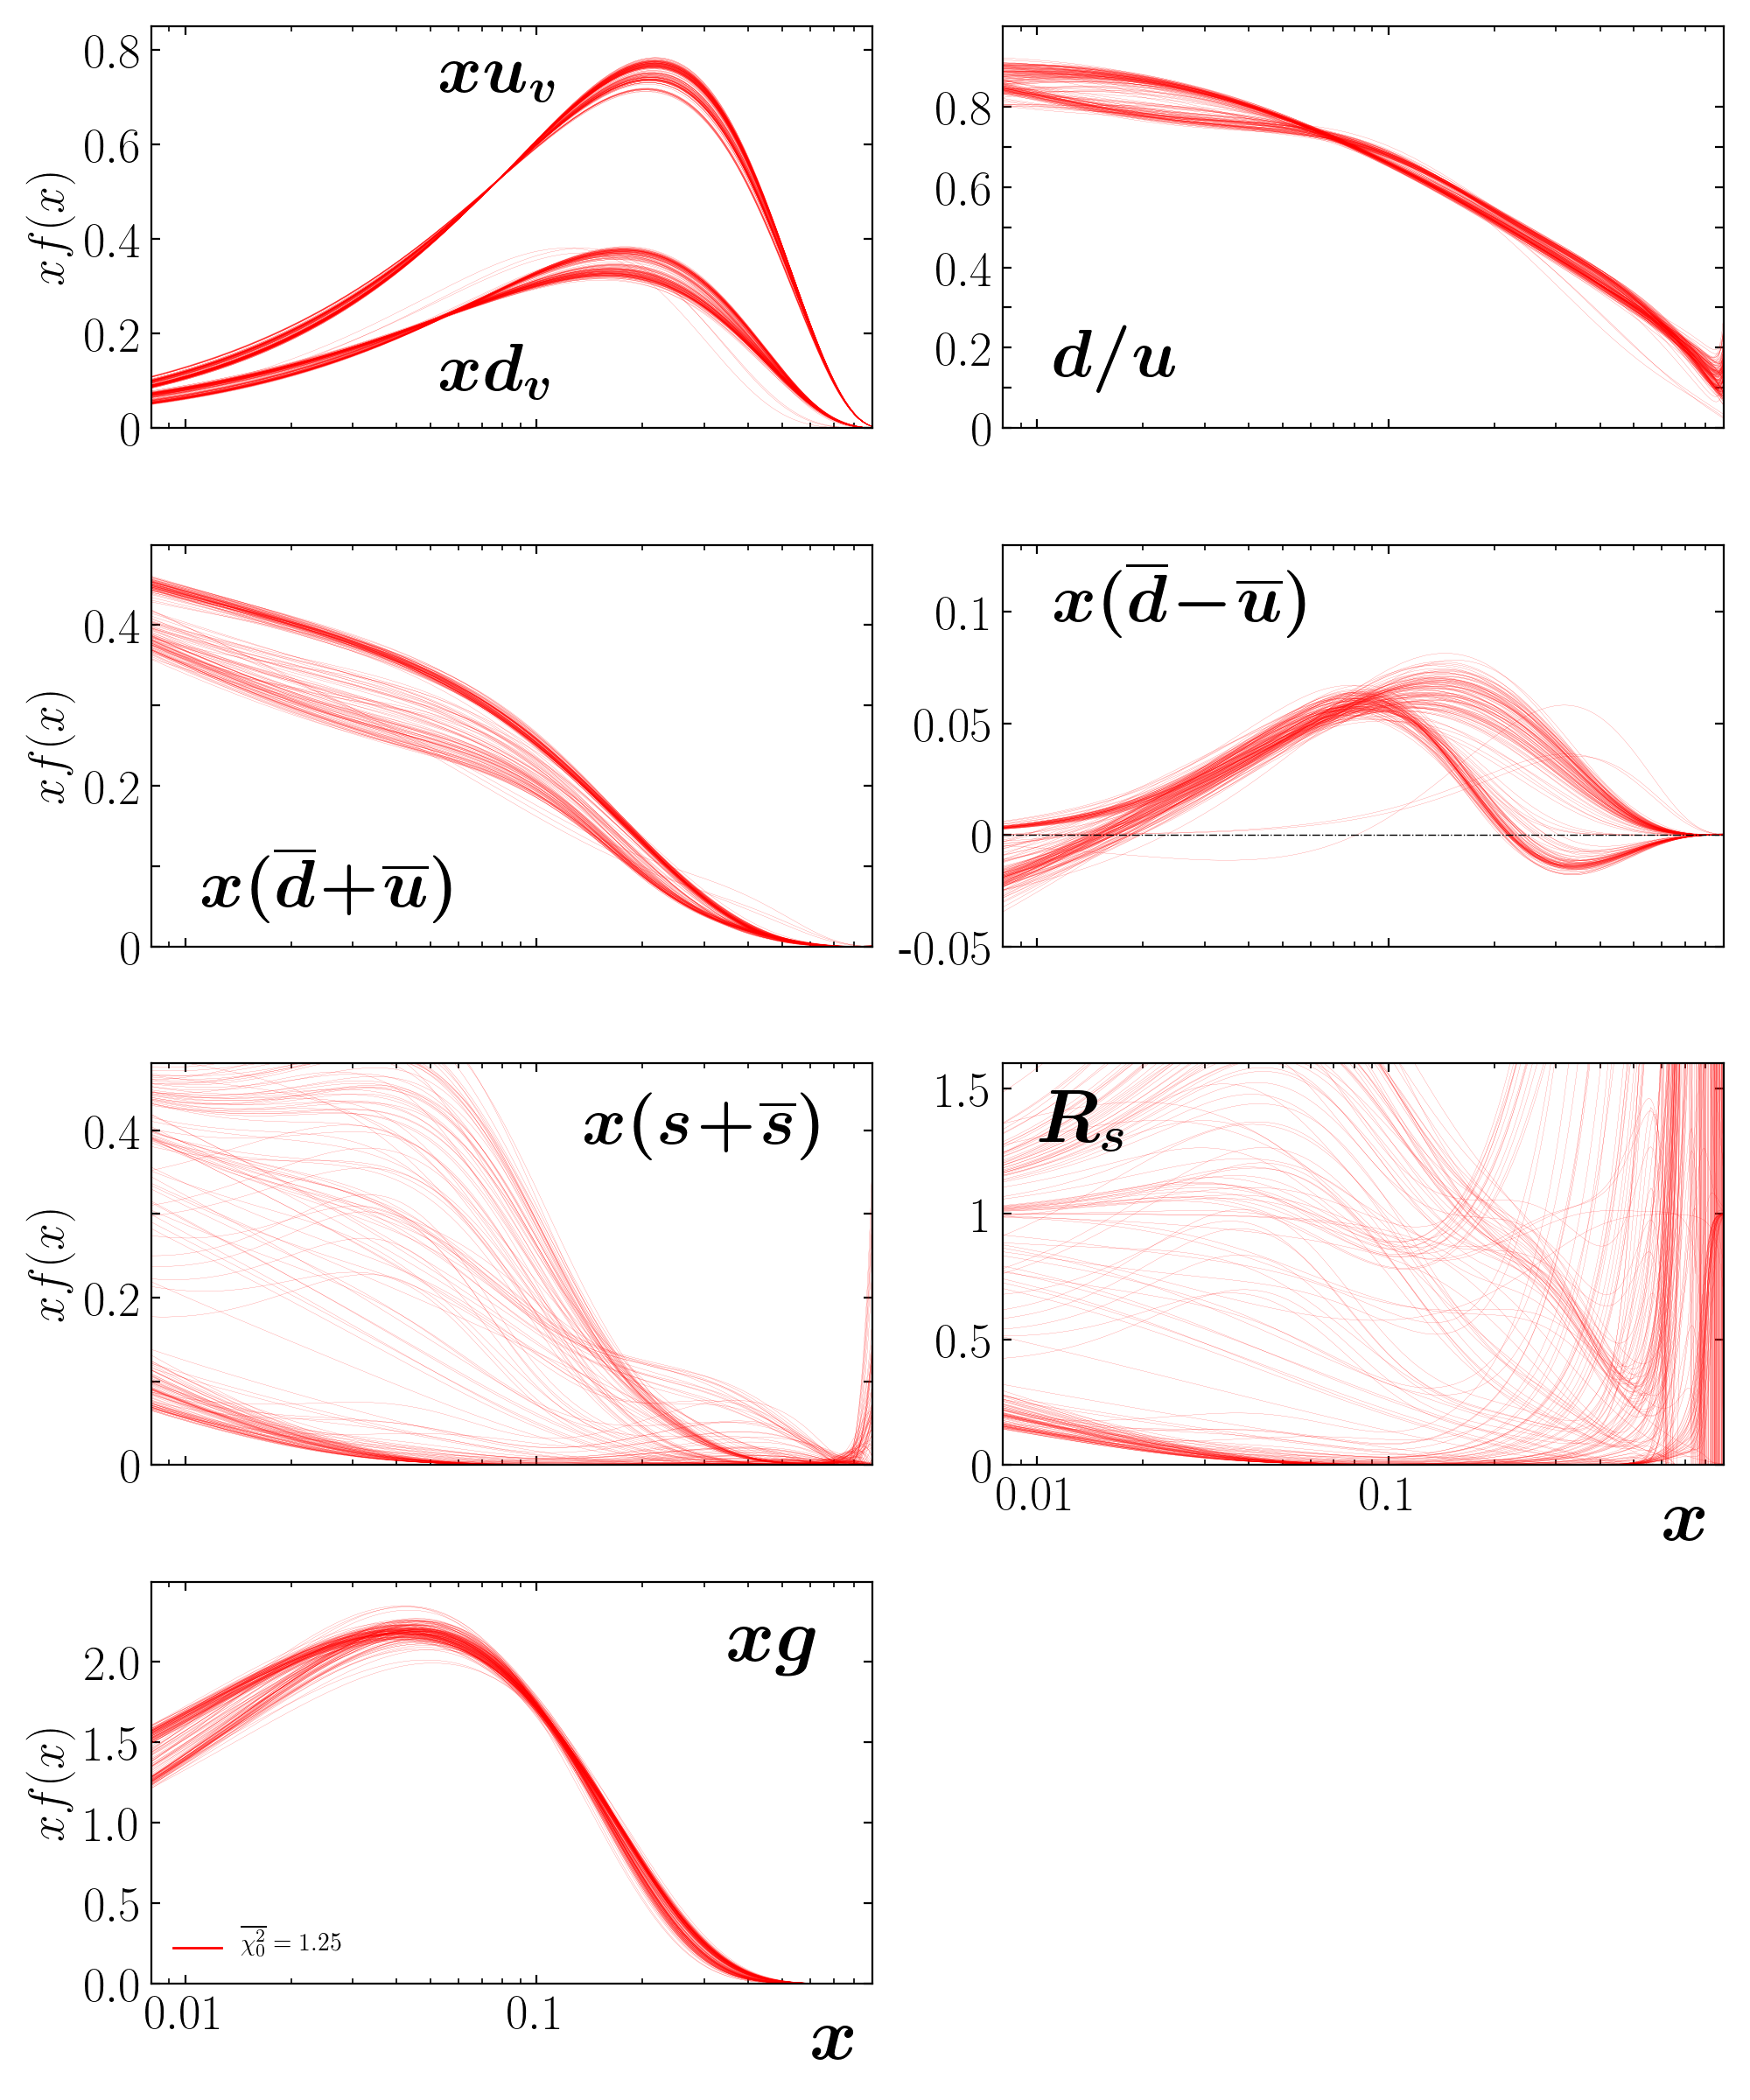 xf(x)
0.8
0.6
0.4
0.2
0
xu_v
xd_v
0.8
0.6
0.4
0.2
0
d/u
xf(x)
0.4
0.2
0
x(d̅+u̅)
0.1
0.05
0
-0.05
x(d̅−u̅)
xf(x)
0.4
0.2
0
x(s+s̅)
1.5
1
0.5
0
R_s
0.01 0.1
x
xf(x)
2.0
1.5
1.0
0.5
0.0
xg
\overline{χ_0^2} = 1.25
0.01 0.1
x